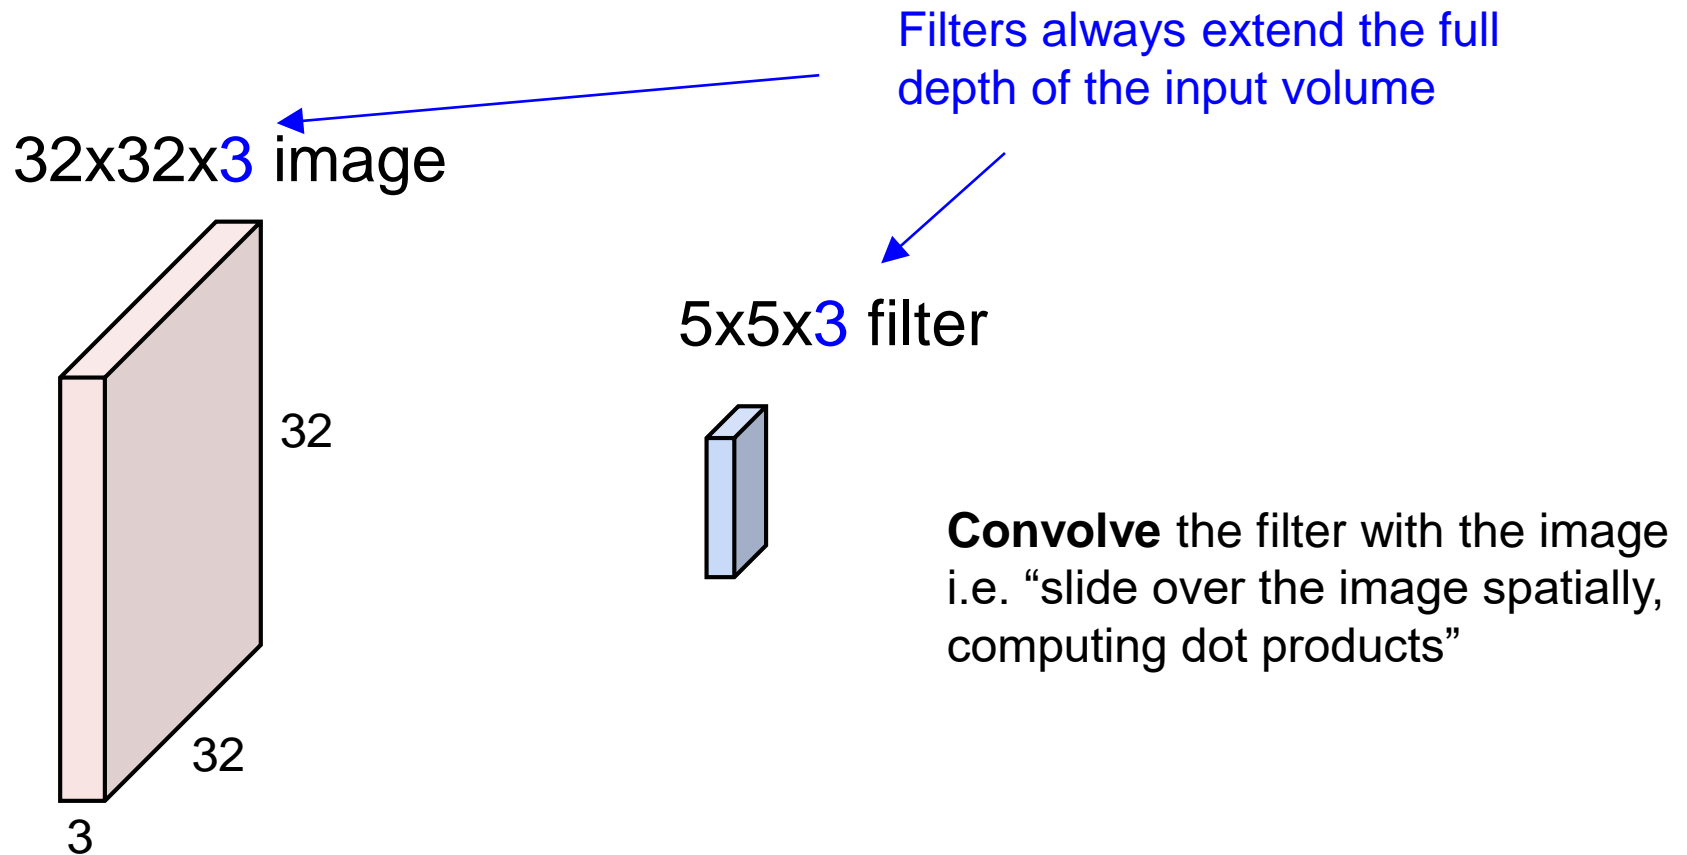 Filters always extend the full
depth of the input volume
32x32x3 image
5x5x3 filter
32
32
3
Convolve the filter with the image
i.e. “slide over the image spatially,
computing dot products”